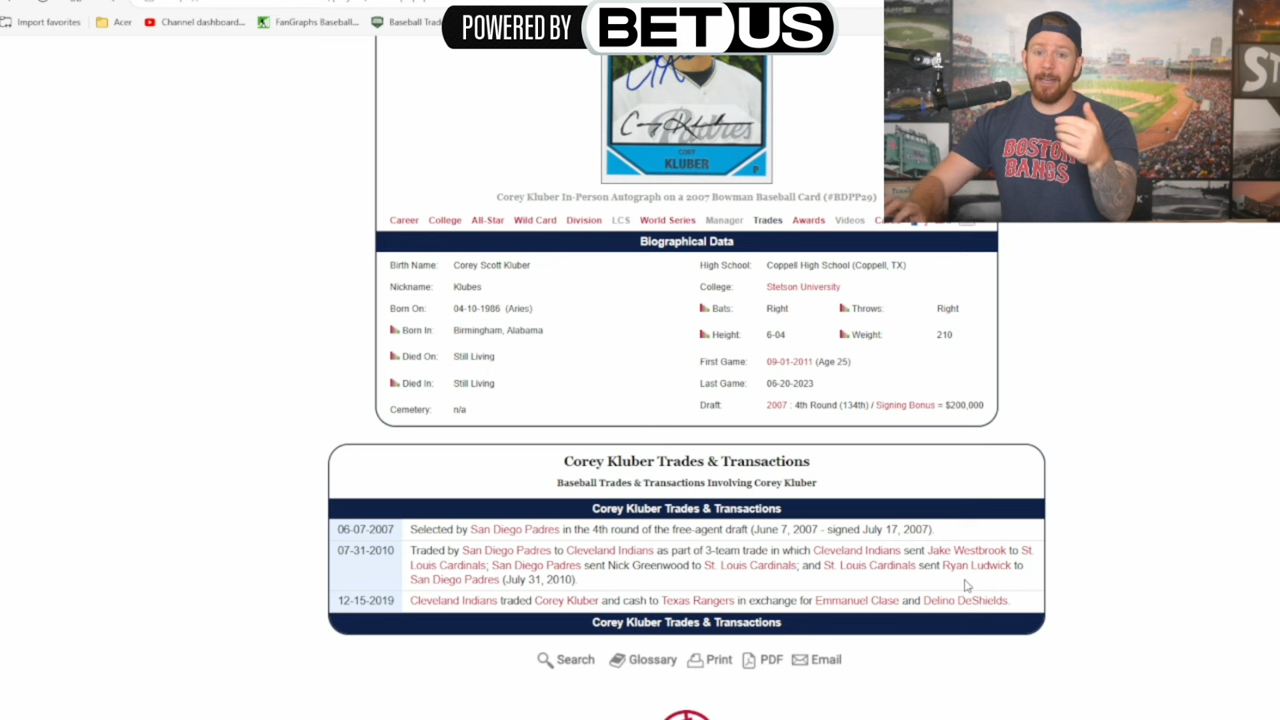 Import favorites Acer Channel dashboard... FanGraphs Baseball... Baseball Trad
POWERED BY BETUS
BOSTON
BANGS
Padres
COREY
KLUBER
P
Corey Kluber In-Person Autograph on a 2007 Bowman Baseball Card (#BDPP29)
Career College All-Star Wild Card Division LCS World Series Manager Trades Awards Videos
Biographical Data
Birth Name: Corey Scott Kluber High School: Coppell High School (Coppell, TX)
Nickname: Klubes College: Stetson University
Born On: 04-10-1986 (Aries) Bats: Right Throws: Right
Born In: Birmingham, Alabama Height: 6-04 Weight: 210
Died On: Still Living First Game: 09-01-2011 (Age 25)
Died In: Still Living Last Game: 06-20-2023
Cemetery: n/a Draft: 2007 : 4th Round (134th) / Signing Bonus = $200,000
Corey Kluber Trades & Transactions
Baseball Trades & Transactions Involving Corey Kluber
Corey Kluber Trades & Transactions
06-07-2007 Selected by San Diego Padres in the 4th round of the free-agent draft (June 7, 2007 - signed July 17, 2007).
07-31-2010 Traded by San Diego Padres to Cleveland Indians as part of 3-team trade in which Cleveland Indians sent Jake Westbrook to St.
Louis Cardinals; San Diego Padres sent Nick Greenwood to St. Louis Cardinals; and St. Louis Cardinals sent Ryan Ludwick to
San Diego Padres (July 31, 2010).
12-15-2019 Cleveland Indians traded Corey Kluber and cash to Texas Rangers in exchange for Emmanuel Clase and Delino DeShields.
Corey Kluber Trades & Transactions
Search Glossary Print PDF Email